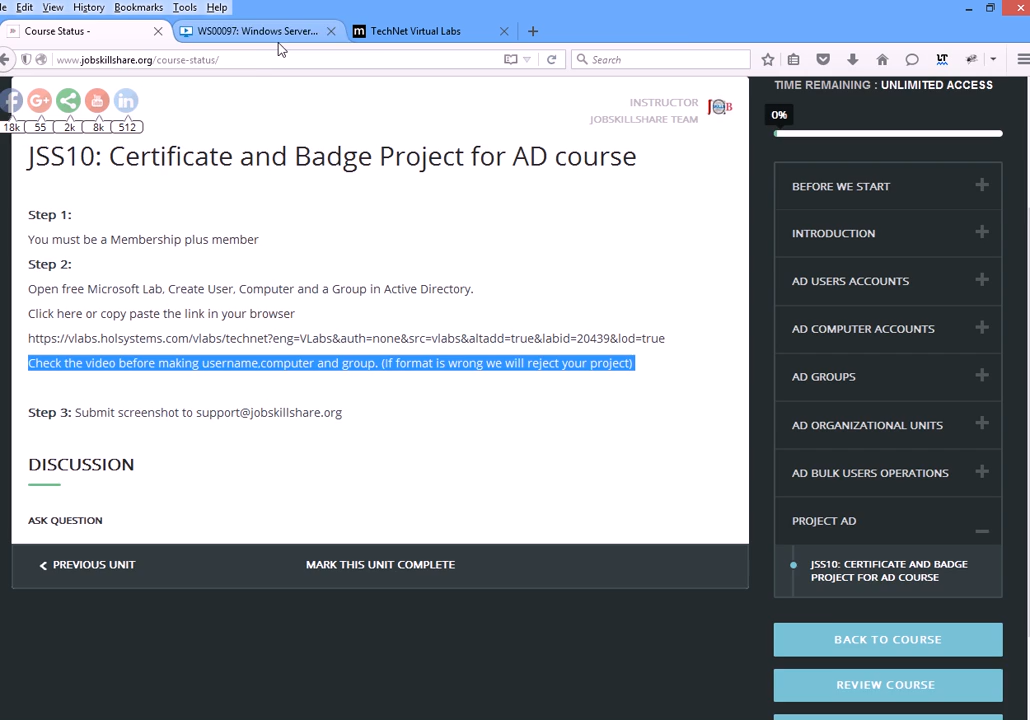 le Edit View History Bookmarks Tools Help
Course Status -
WS00097: Windows Server...
TechNet Virtual Labs
www.jobskillshare.org/course-status/
Search
LT
18k 55 2k 8k 512
INSTRUCTOR
JOBSKILLSHARE TEAM
JSS10: Certificate and Badge Project for AD course
Step 1:
You must be a Membership plus member
Step 2:
Open free Microsoft Lab, Create User, Computer and a Group in Active Directory.
Click here or copy paste the link in your browser
https://vlabs.holsystems.com/vlabs/technet?eng=VLabs&auth=none&src=vlabs&altadd=true&labid=20439&lod=true
Check the video before making username,computer and group. (if format is wrong we will reject your project)
Step 3: Submit screenshot to support@jobskillshare.org
DISCUSSION
ASK QUESTION
PREVIOUS UNIT
MARK THIS UNIT COMPLETE
TIME REMAINING : UNLIMITED ACCESS
0%
BEFORE WE START
INTRODUCTION
AD USERS ACCOUNTS
AD COMPUTER ACCOUNTS
AD GROUPS
AD ORGANIZATIONAL UNITS
AD BULK USERS OPERATIONS
PROJECT AD
JSS10: CERTIFICATE AND BADGE
PROJECT FOR AD COURSE
BACK TO COURSE
REVIEW COURSE